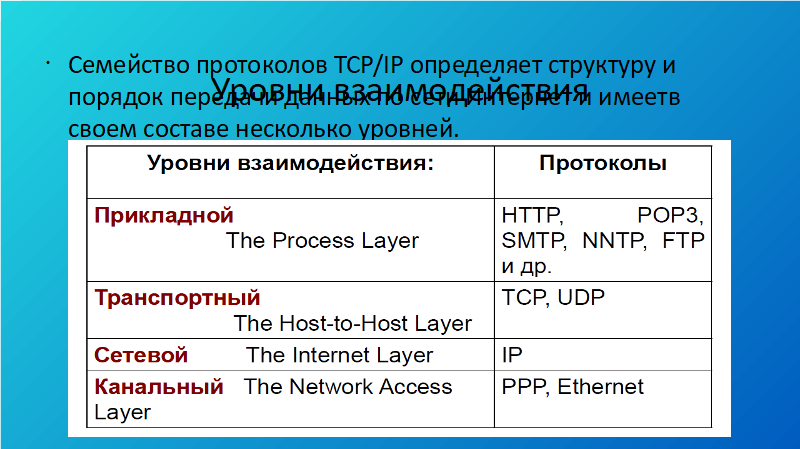 Уровни взаимодействия
· Семейство протоколов TCP/IP определяет структуру и
порядок передачи данных по сети Интернет и имеетв
своем составе несколько уровней.
Уровни взаимодействия: Протоколы
Прикладной HTTP, POP3,
The Process Layer SMTP, NNTP, FTP
и др.
Транспортный TCP, UDP
The Host-to-Host Layer
Сетевой The Internet Layer IP
Канальный The Network Access PPP, Ethernet
Layer